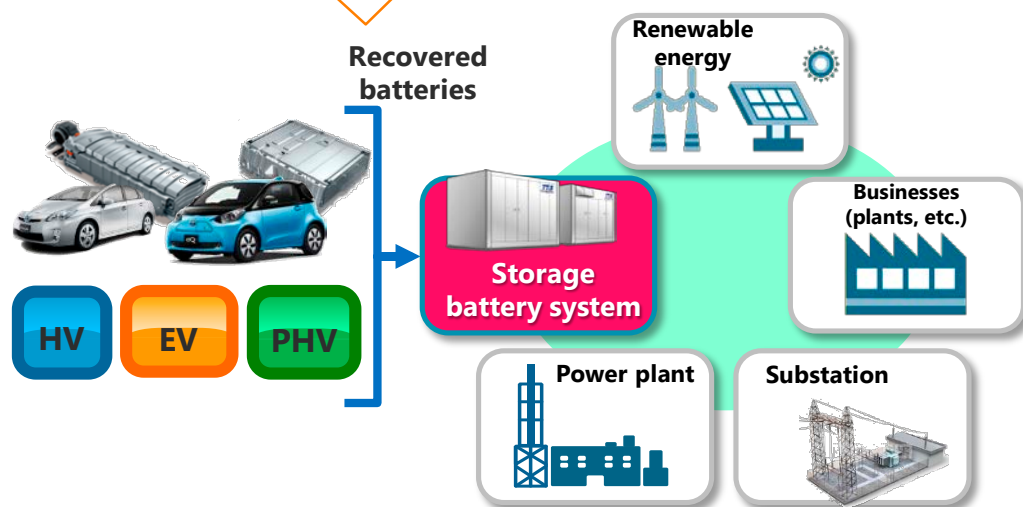 Recovered
batteries
HV
EV
PHV
Storage
battery system
Renewable
energy
Businesses
(plants, etc.)
Power plant
Substation